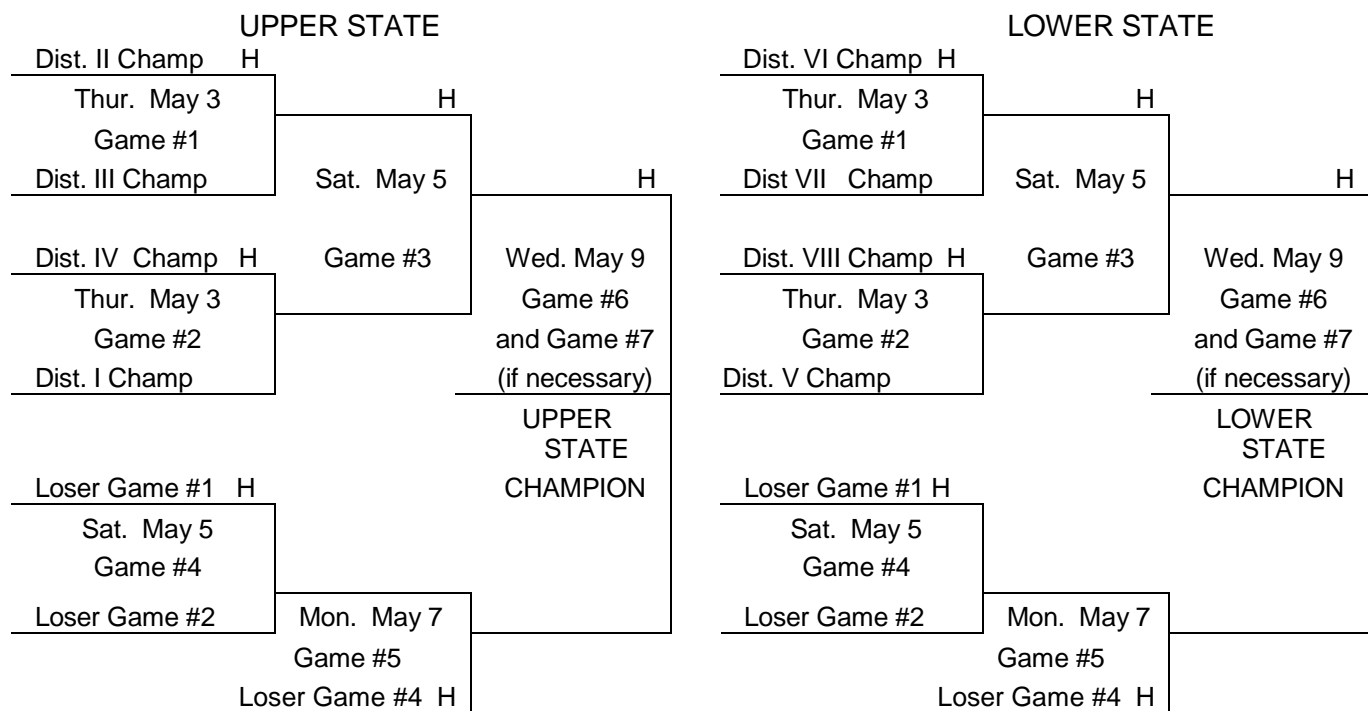 UPPER STATE
Dist. II Champ H
Thur. May 3
H
Game #1
Dist. III Champ
Sat. May 5
H
Dist. IV Champ H
Game #3
Wed. May 9
Thur. May 3
Game #6
Game #2
and Game #7
Dist. I Champ
(if necessary)
UPPER
STATE
Loser Game #1 H
CHAMPION
Sat. May 5
Game #4
Loser Game #2
Mon. May 7
Game #5
Loser Game #4 H
LOWER STATE
Dist. VI Champ H
Thur. May 3
H
Game #1
Dist VII Champ
Sat. May 5
H
Dist. VIII Champ H
Game #3
Wed. May 9
Thur. May 3
Game #6
Game #2
and Game #7
Dist. V Champ
(if necessary)
LOWER
STATE
Loser Game #1 H
CHAMPION
Sat. May 5
Game #4
Loser Game #2
Mon. May 7
Game #5
Loser Game #4 H